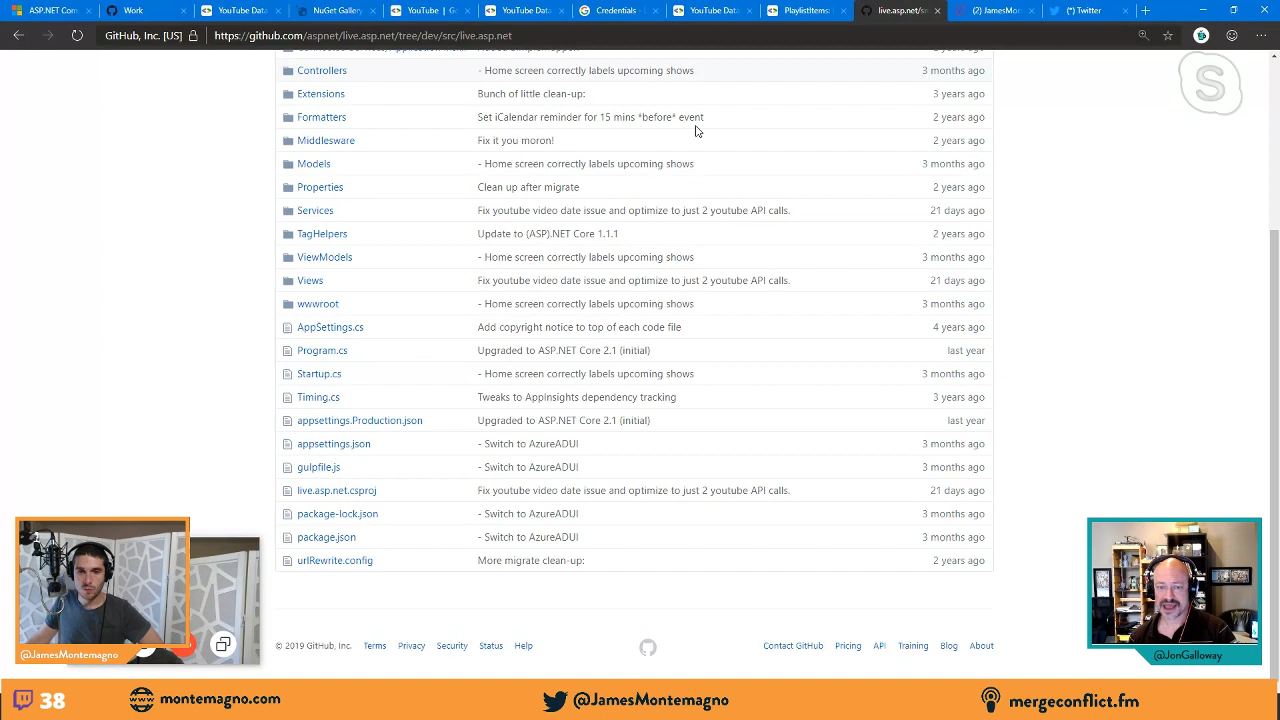 ASP.NET Com
Work
YouTube Data
NuGet Gallery
YouTube | Go
YouTube Data
Credentials -
YouTube Data
PlaylistItems:
live.asp.net/sr
@JamesMon
(*) Twitter
GitHub, Inc. [US]
https://github.com/aspnet/live.asp.net/tree/dev/src/live.asp.net
Controllers - Home screen correctly labels upcoming shows 3 months ago
Extensions Bunch of little clean-up: 3 years ago
Formatters Set iCalendar reminder for 15 mins *before* event 2 years ago
Middlesware Fix it you moron! 2 years ago
Models - Home screen correctly labels upcoming shows 3 months ago
Properties Clean up after migrate 2 years ago
Services Fix youtube video date issue and optimize to just 2 youtube API calls. 21 days ago
TagHelpers Update to (ASP).NET Core 1.1.1 2 years ago
ViewModels - Home screen correctly labels upcoming shows 3 months ago
Views Fix youtube video date issue and optimize to just 2 youtube API calls. 21 days ago
wwwroot - Home screen correctly labels upcoming shows 3 months ago
AppSettings.cs Add copyright notice to top of each code file 4 years ago
Program.cs Upgraded to ASP.NET Core 2.1 (initial) last year
Startup.cs - Home screen correctly labels upcoming shows 3 months ago
Timing.cs Tweaks to AppInsights dependency tracking 3 years ago
appsettings.Production.json Upgraded to ASP.NET Core 2.1 (initial) last year
appsettings.json - Switch to AzureADUI 3 months ago
gulpfile.js - Switch to AzureADUI 3 months ago
live.asp.net.csproj Fix youtube video date issue and optimize to just 2 youtube API calls. 21 days ago
package-lock.json - Switch to AzureADUI 3 months ago
package.json - Switch to AzureADUI 3 months ago
urlRewrite.config More migrate clean-up: 2 years ago
© 2019 GitHub, Inc. Terms Privacy Security Status Help
Contact GitHub Pricing API Training Blog About
@JamesMontemagno
@JonGalloway
38
montemagno.com
@JamesMontemagno
mergeconflict.fm